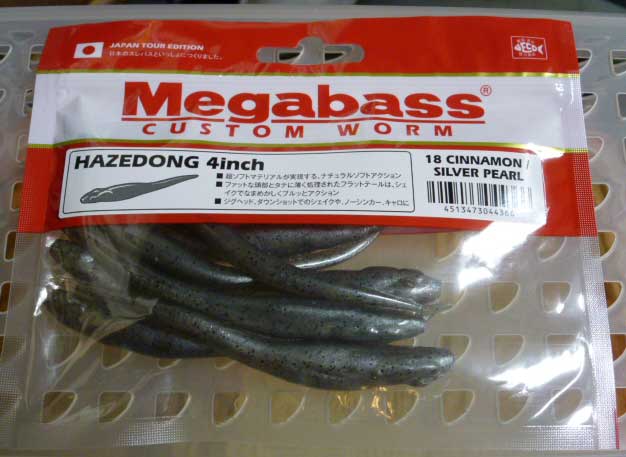 JAPAN TOUR EDITION
日本のスレバスといっしょにつくりました。
ECO
Megabass®
CUSTOM WORM
HAZEDONG 4inch
■ 超ソフトマテリアルが実現する、ナチュラルソフトアクション
■ ファットな頭部とタテに薄く処理されたフラットテールは、シェ
イクでなまめかしくプルッとアクション
■ ジグヘッド、ダウンショットでのシェイクや、ノーシンカー、キャロに
18 CINNAMON /
SILVER PEARL
4513473044366